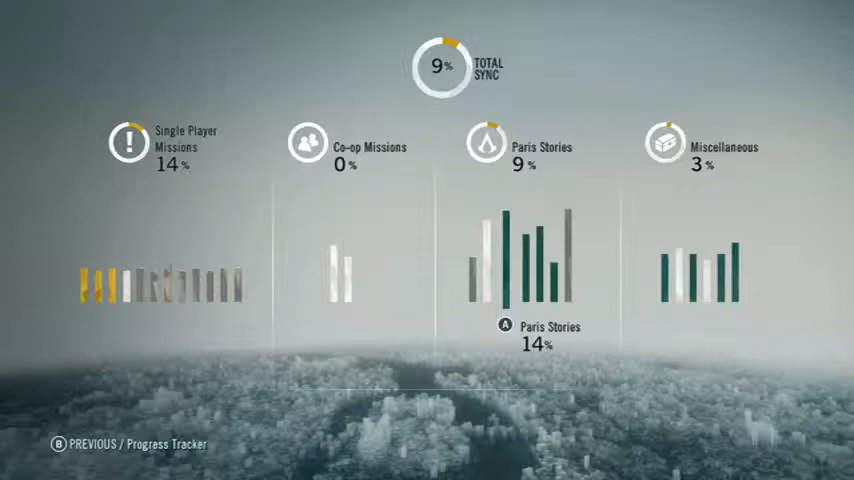 9%
TOTAL
SYNC
Single Player
Missions
14%
Co-op Missions
0%
Paris Stories
9%
Miscellaneous
3%
A Paris Stories
14%
B PREVIOUS / Progress Tracker